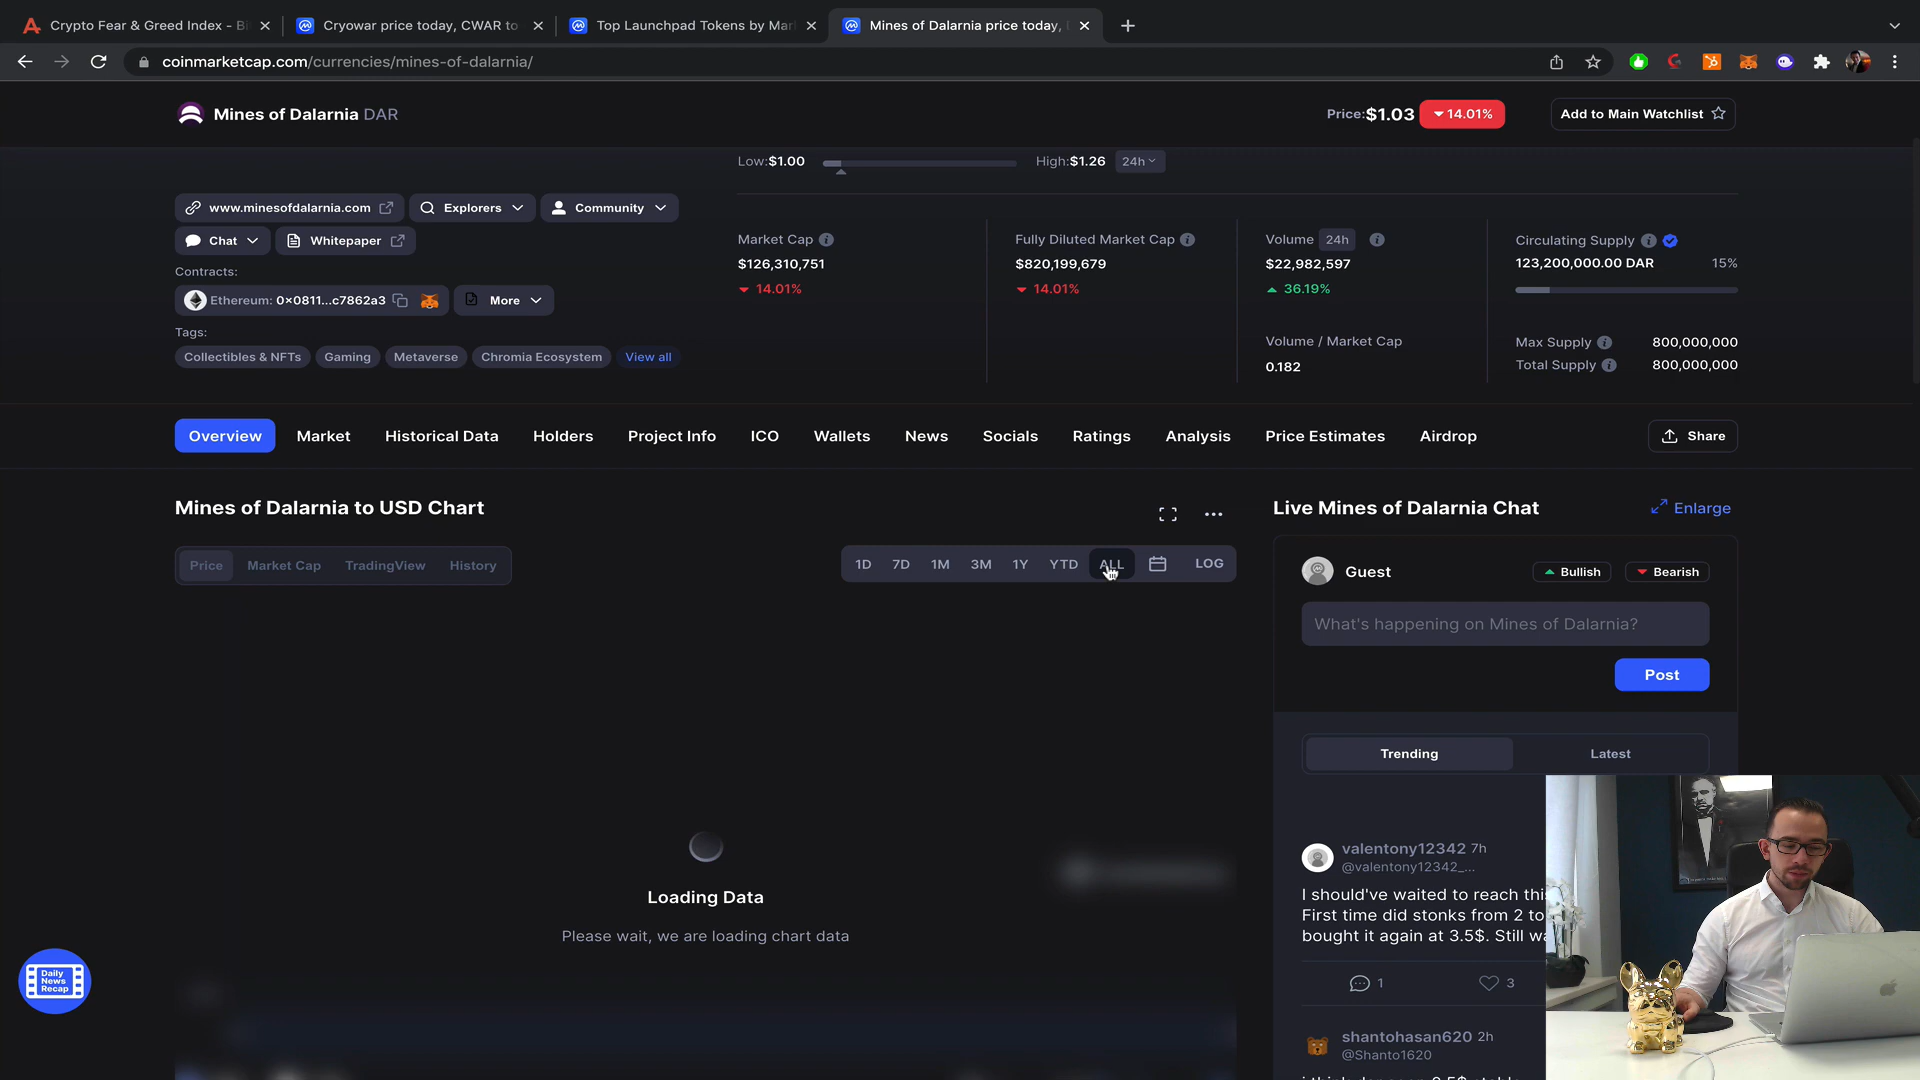 Crypto Fear & Greed Index - Bi
Cryowar price today, CWAR to
Top Launchpad Tokens by Mar
Mines of Dalarnia price today,
coinmarketcap.com/currencies/mines-of-dalarnia/
Mines of Dalarnia DAR
Price:$1.03 14.01%
Add to Main Watchlist
Low:$1.00 High:$1.26 24h
www.minesofdalarnia.com Explorers Community
Chat Whitepaper
Contracts:
Ethereum: 0×0811...c7862a3 More
Tags:
Collectibles & NFTs Gaming Metaverse Chromia Ecosystem View all
Market Cap
$126,310,751
14.01%
Fully Diluted Market Cap
$820,199,679
14.01%
Volume 24h
$22,982,597
36.19%
Volume / Market Cap
0.182
Circulating Supply
123,200,000.00 DAR 15%
Max Supply 800,000,000
Total Supply 800,000,000
Overview Market Historical Data Holders Project Info ICO Wallets News Socials Ratings Analysis Price Estimates Airdrop Share
Mines of Dalarnia to USD Chart
Price Market Cap TradingView History
1D 7D 1M 3M 1Y YTD ALL LOG
Loading Data
Please wait, we are loading chart data
Daily
News
Recap
Live Mines of Dalarnia Chat Enlarge
Guest Bullish Bearish
What's happening on Mines of Dalarnia?
Post
Trending Latest
valentony12342 7h
@valentony12342_...
I should've waited to reach this
First time did stonks from 2 to
bought it again at 3.5$. Still wa
1 3
shantohasan620 2h
@Shanto1620